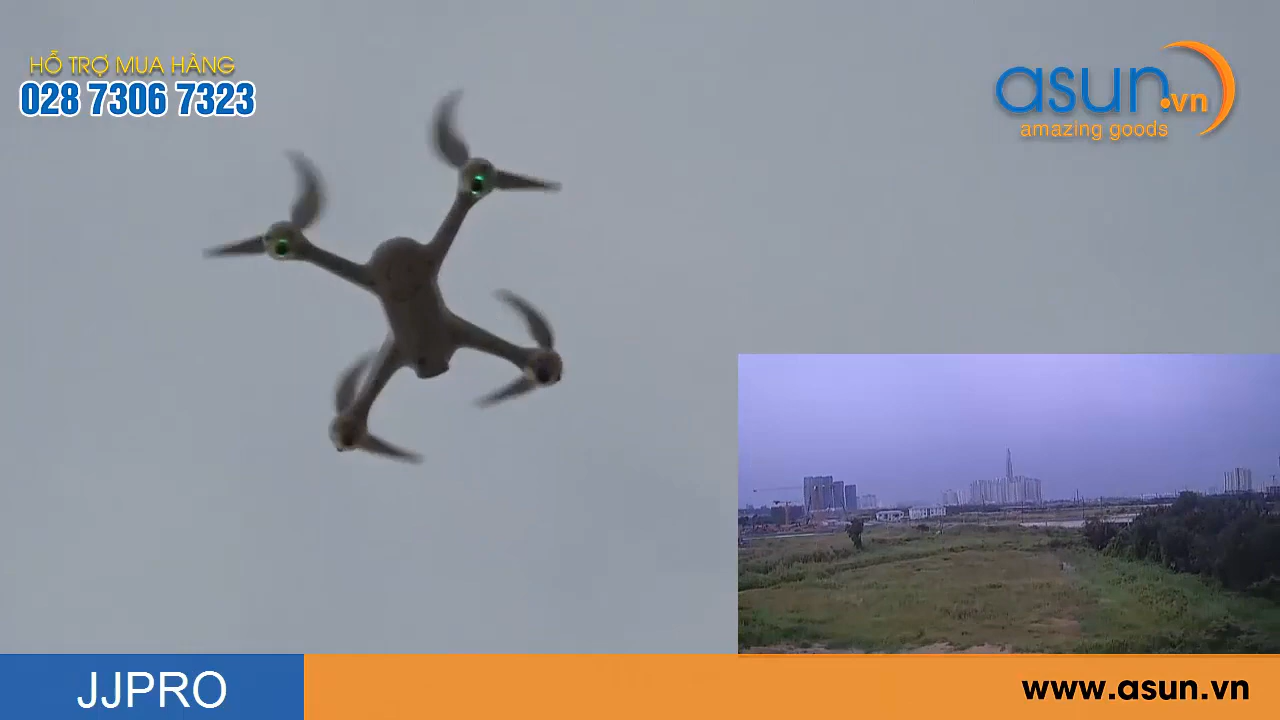 HỖ TRỢ MUA HÀNG
028 7306 7323
asun.vn
amazing goods
JJPRO
www.asun.vn